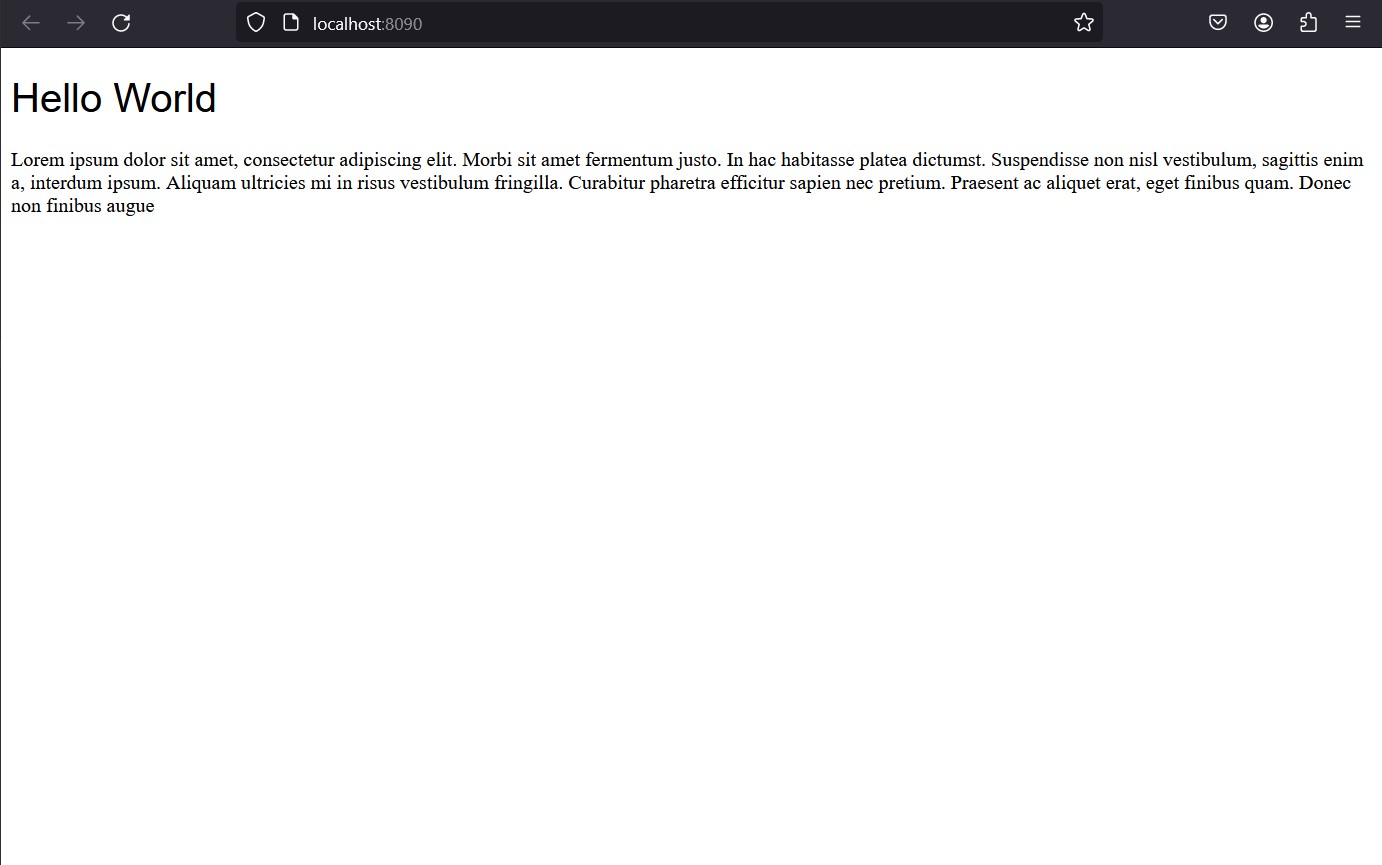 localhost:8090
Hello World
Lorem ipsum dolor sit amet, consectetur adipiscing elit. Morbi sit amet fermentum justo. In hac habitasse platea dictumst. Suspendisse non nisl vestibulum, sagittis enim
a, interdum ipsum. Aliquam ultricies mi in risus vestibulum fringilla. Curabitur pharetra efficitur sapien nec pretium. Praesent ac aliquet erat, eget finibus quam. Donec
non finibus augue